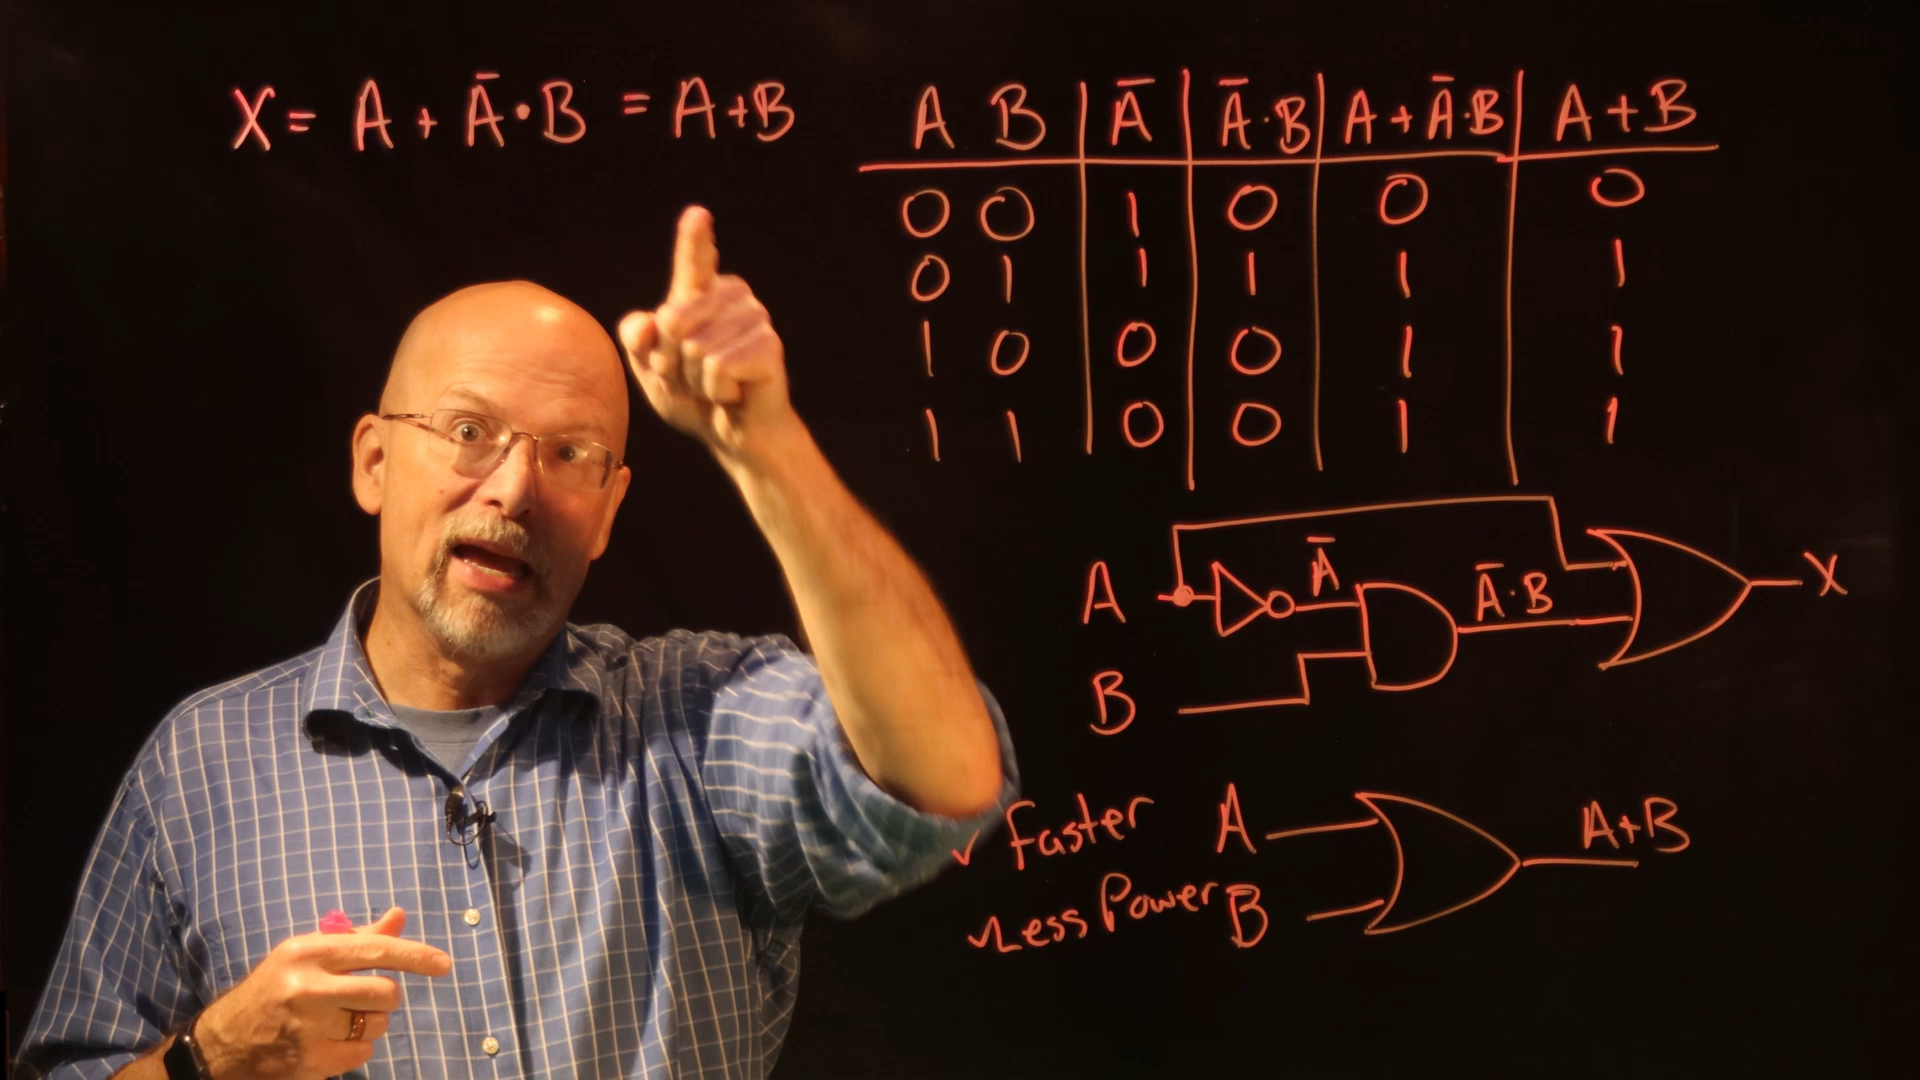 X = A + Ā·B = A+B
A B Ā Ā·B A + Ā·B A + B
0 0 1 0 0 0
0 1 1 1 1 1
1 0 0 0 1 1
1 1 0 0 1 1
A Ā Ā·B X
B
✓ Faster
✓ Less Power
A A+B
B